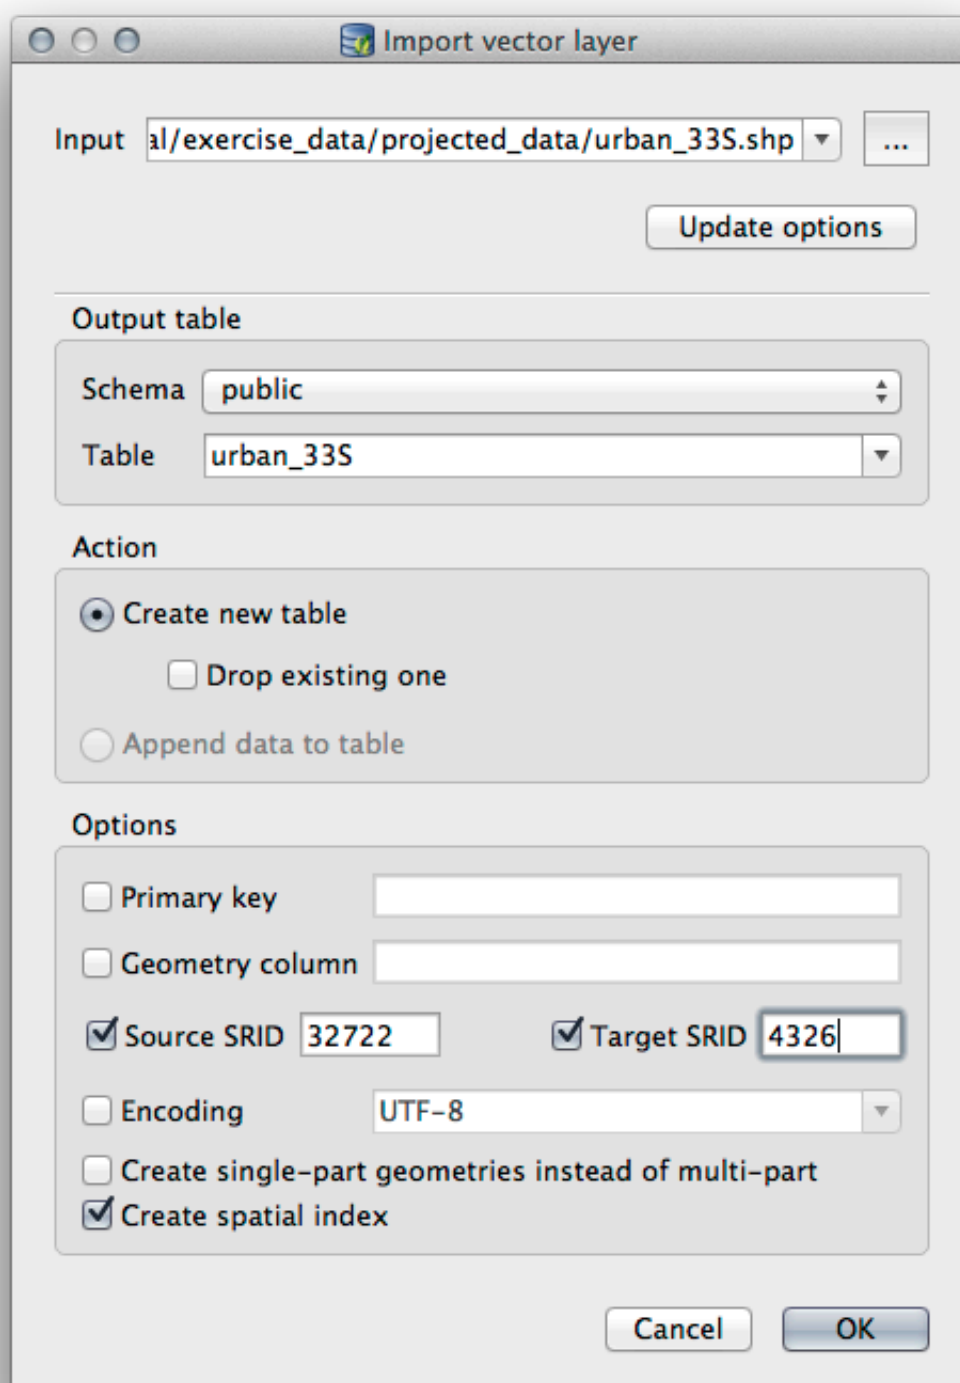 Import vector layer
Input al/exercise_data/projected_data/urban_33S.shp ...
Update options
Output table
Schema public
Table urban_33S
Action
Create new table
Drop existing one
Append data to table
Options
Primary key
Geometry column
Source SRID 32722 Target SRID 4326
Encoding UTF-8
Create single-part geometries instead of multi-part
Create spatial index
Cancel OK